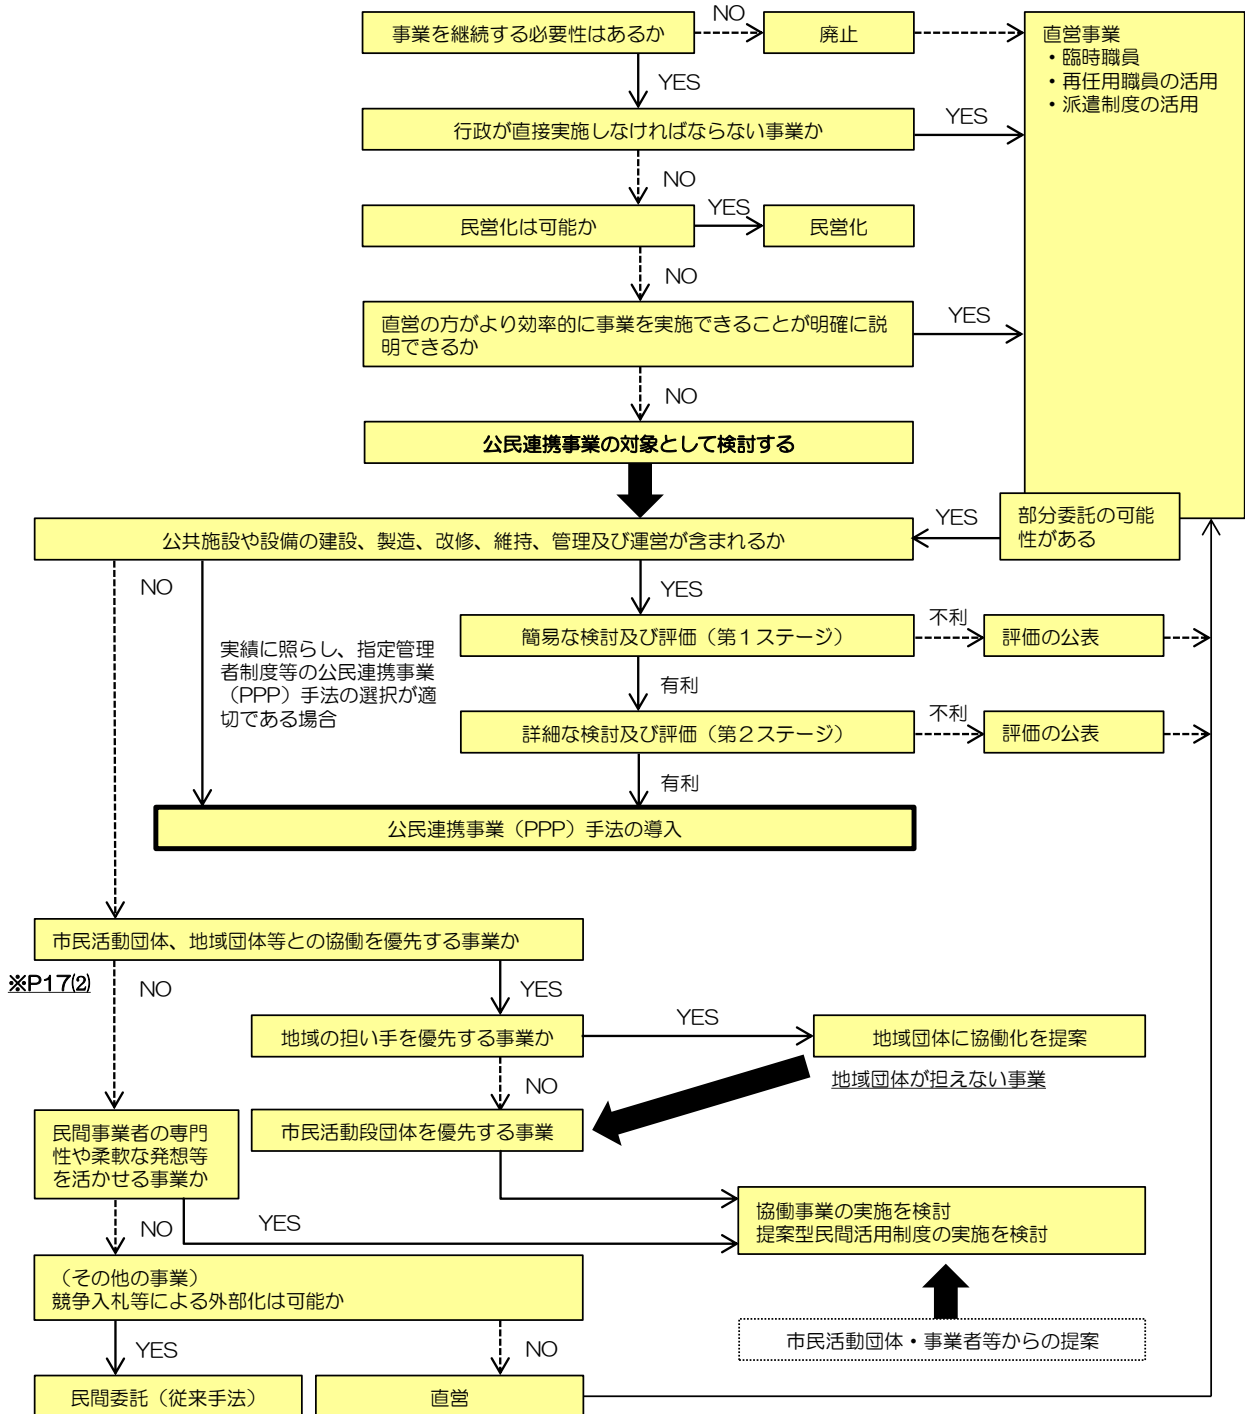 事業を継続する必要性はあるか
NO
廃止
直営事業
・臨時職員
・再任用職員の活用
・派遣制度の活用
YES
行政が直接実施しなければならない事業か
YES
NO
民営化は可能か
YES
民営化
NO
直営の方がより効率的に事業を実施できることが明確に説
明できるか
YES
NO
公民連携事業の対象として検討する
部分委託の可能
性がある
YES
公共施設や設備の建設、製造、改修、維持、管理及び運営が含まれるか
NO
実績に照らし、指定管理
者制度等の公民連携事業
（PPP）手法の選択が適
切である場合
YES
簡易な検討及び評価（第１ステージ）
不利
評価の公表
有利
詳細な検討及び評価（第２ステージ）
不利
評価の公表
有利
公民連携事業（PPP）手法の導入
市民活動団体、地域団体等との協働を優先する事業か
※P17⑵
NO
YES
地域の担い手を優先する事業か
YES
地域団体に協働化を提案
地域団体が担えない事業
NO
市民活動段団体を優先する事業
民間事業者の専門
性や柔軟な発想等
を活かせる事業か
YES
NO
協働事業の実施を検討
提案型民間活用制度の実施を検討
（その他の事業）
競争入札等による外部化は可能か
市民活動団体・事業者等からの提案
YES
NO
民間委託（従来手法）
直営